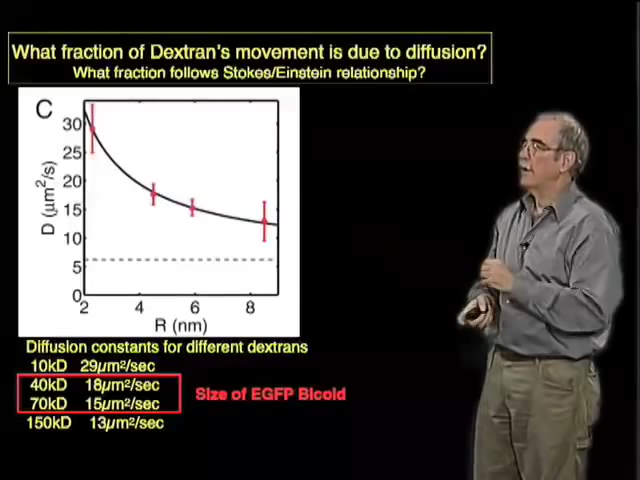 What fraction of Dextran's movement is due to diffusion?
What fraction follows Stokes/Einstein relationship?
C
30
25
20
15
10
5
0
D (μm²/s)
2 4 6 8
R (nm)
Diffusion constants for different dextrans
10kD 29μm²/sec
40kD 18μm²/sec
70kD 15μm²/sec
Size of EGFP Bicoid
150kD 13μm²/sec